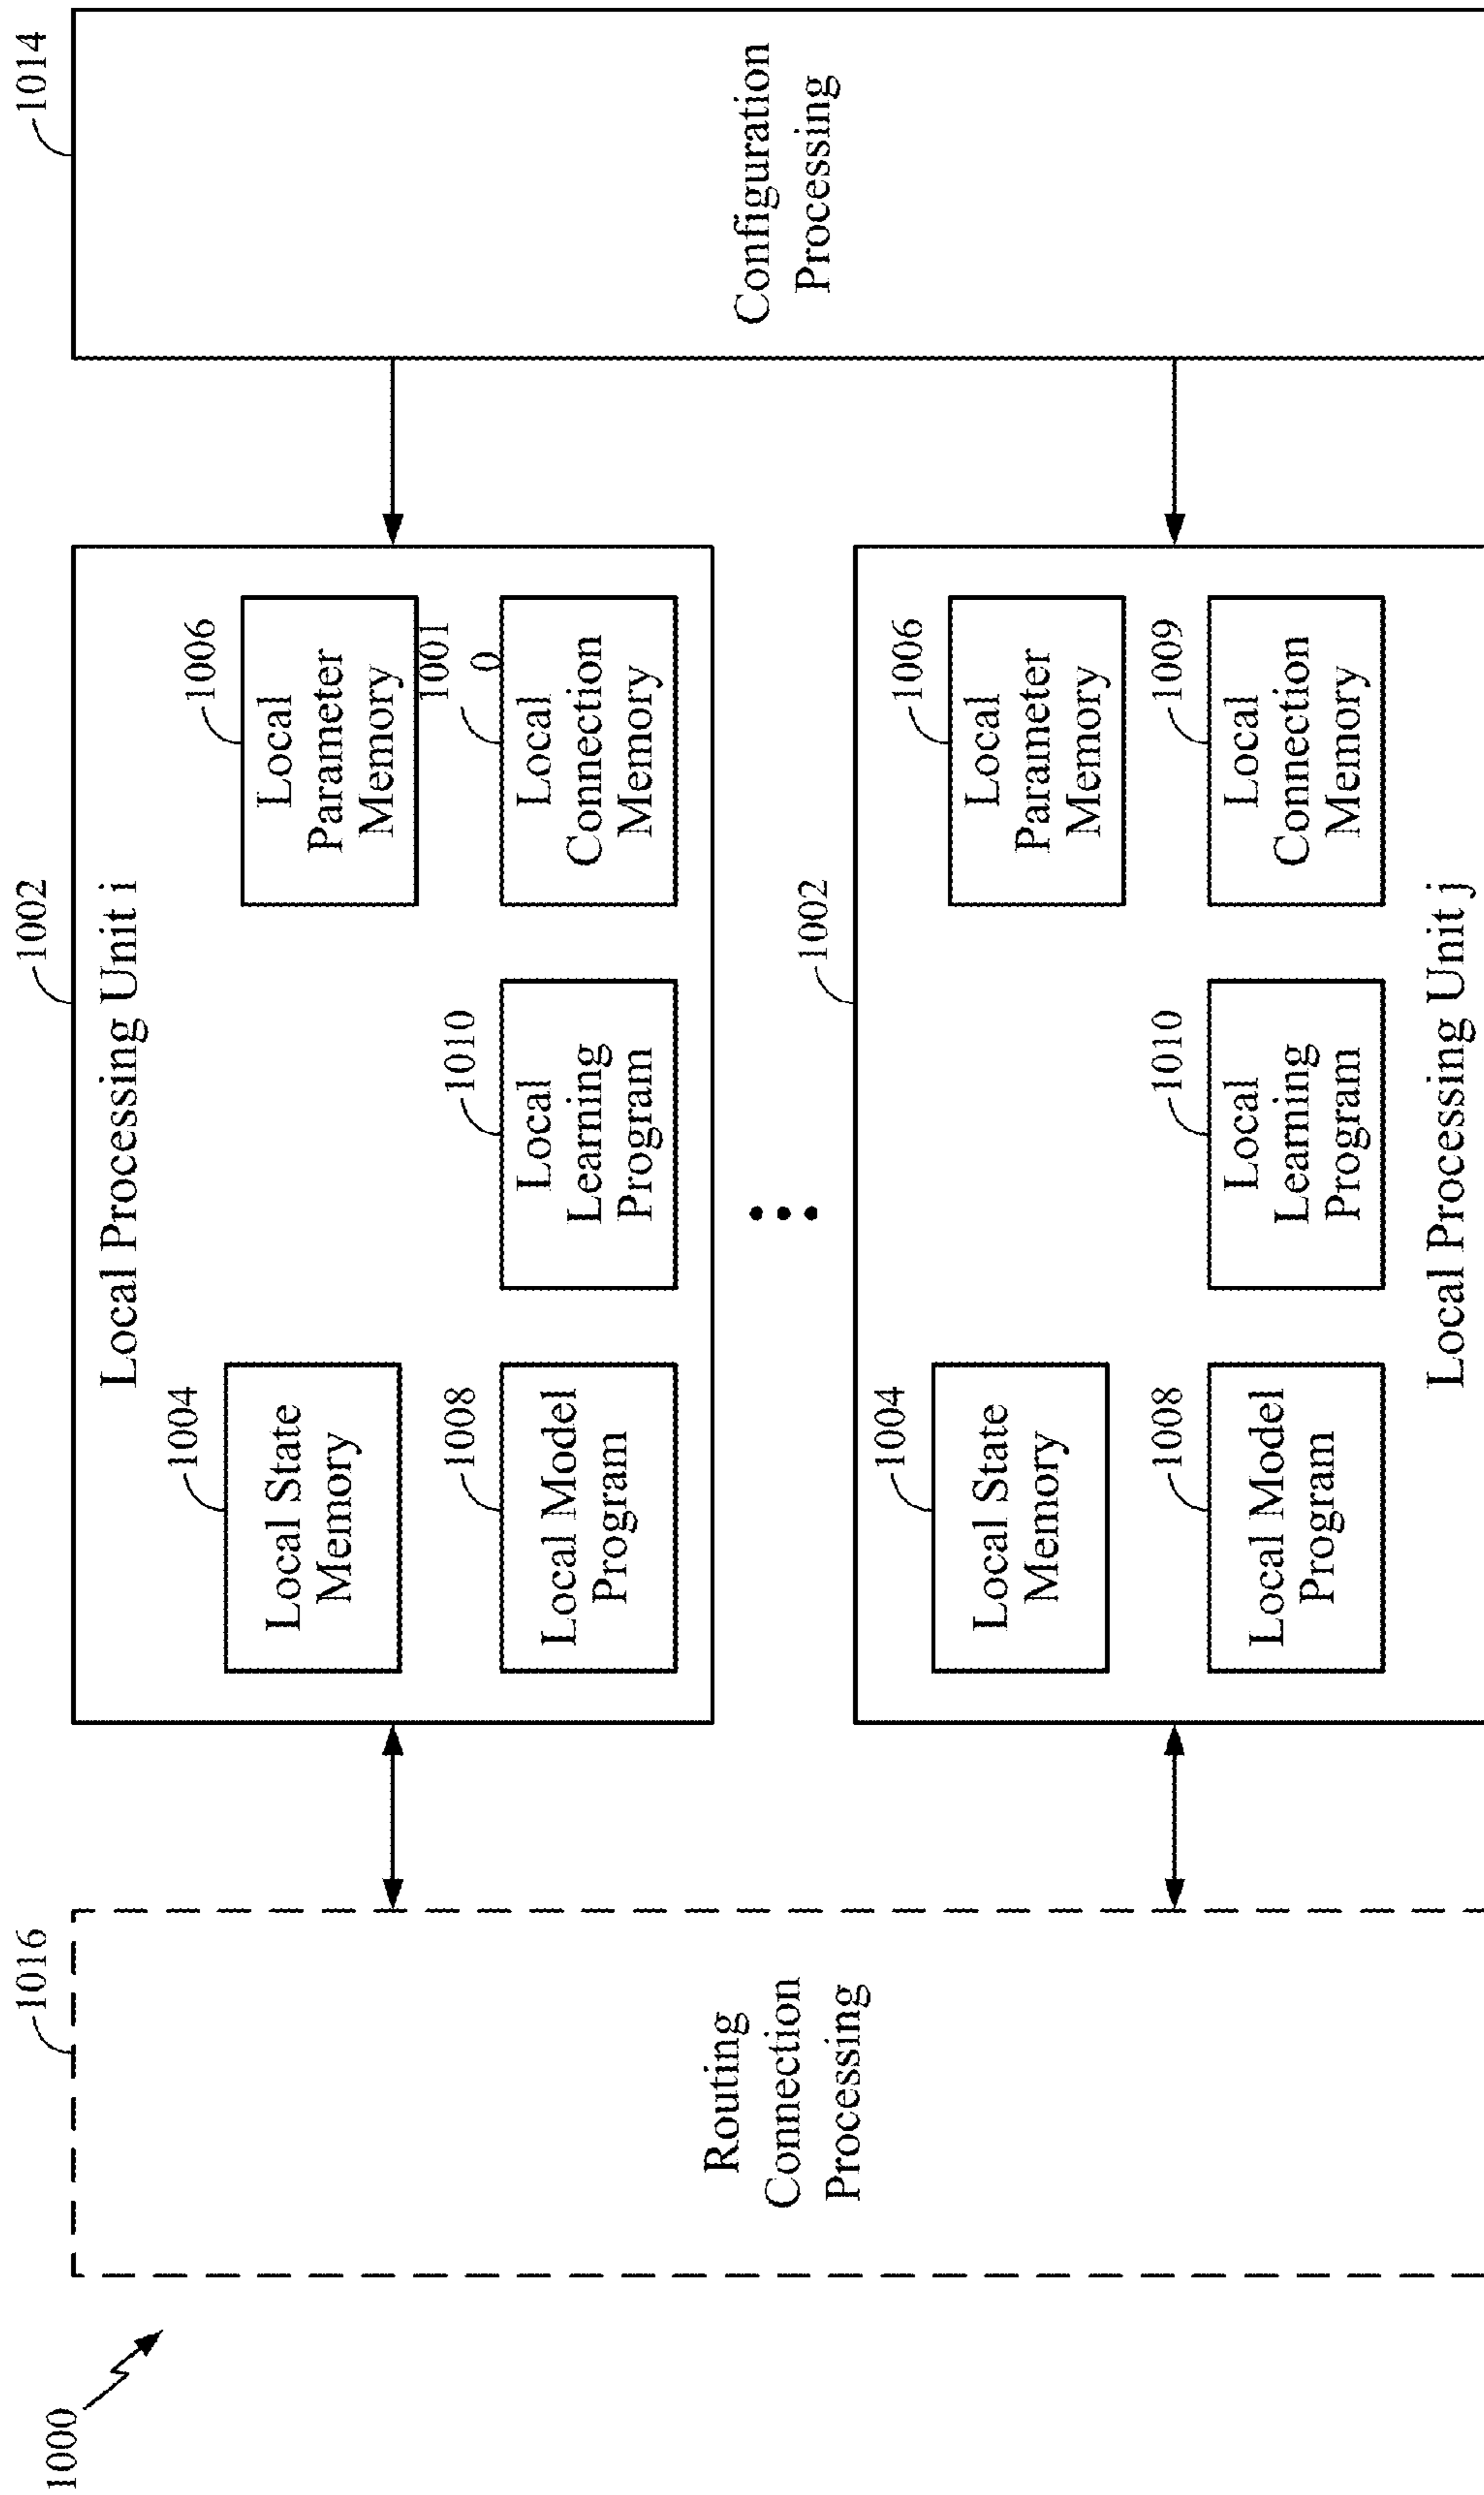 1000
1016
Routing
Connection
Processing
1002
Local Processing Unit i
1004
Local State
Memory
1006
Local
Parameter
Memory
1008
Local Model
Program
1010
Local
Learning
Program
1001
0
Local
Connection
Memory
1002
1004
Local State
Memory
1006
Local
Parameter
Memory
1008
Local Model
Program
1010
Local
Learning
Program
1009
Local
Connection
Memory
Local Processing Unit j
1014
Configuration
Processing